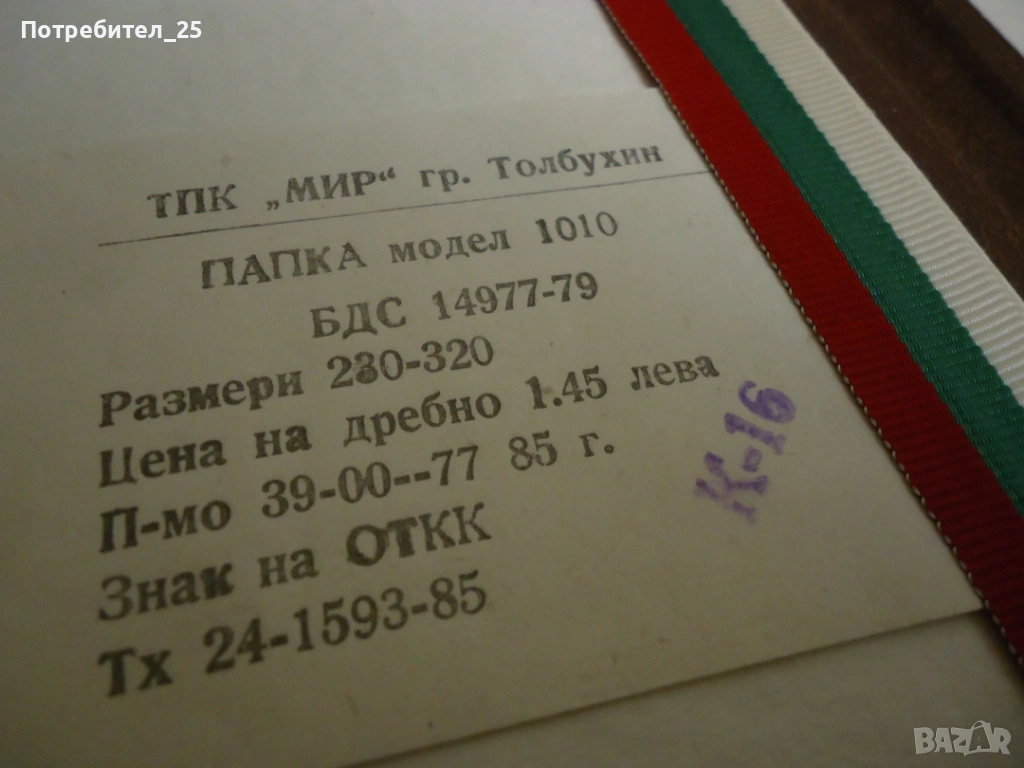 Потребител_25
ТПК „МИР“ гр. Толбухин
ПАПКА модел 1010
БДС 14977-79
Размери 230-320
Цена на дребно 1.45 лева
П-мо 39-00--77 85 г.
К-16
Знак на ОТКК
Тх 24-1593-85
BAZAR